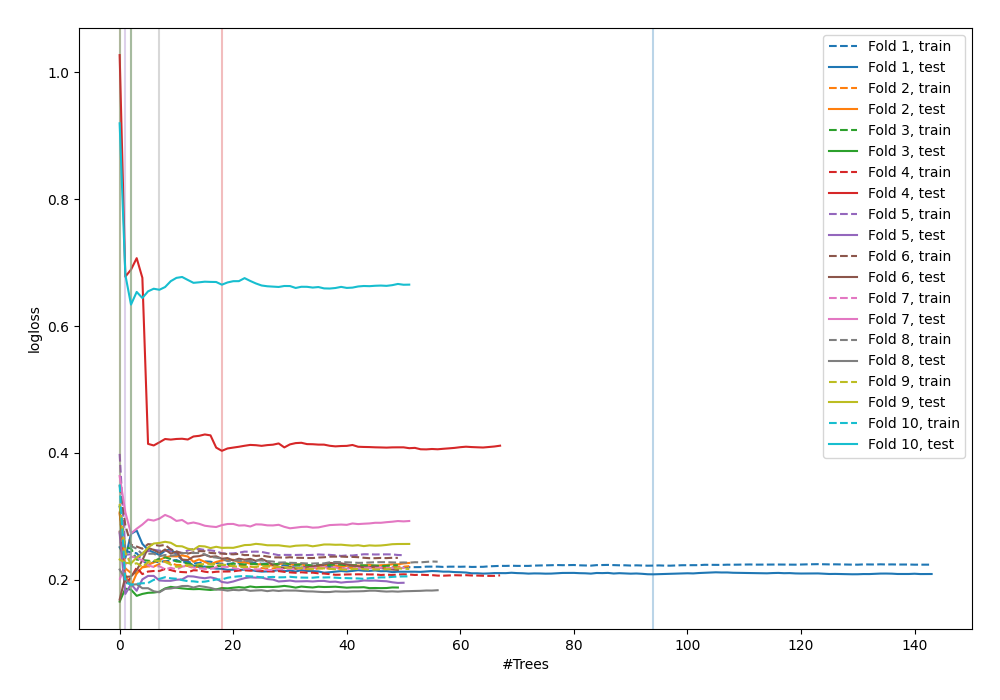 1.0
0.8
0.6
0.4
0.2
logloss
0 20 40 60 80 100 120 140
#Trees
Fold 1, train
Fold 1, test
Fold 2, train
Fold 2, test
Fold 3, train
Fold 3, test
Fold 4, train
Fold 4, test
Fold 5, train
Fold 5, test
Fold 6, train
Fold 6, test
Fold 7, train
Fold 7, test
Fold 8, train
Fold 8, test
Fold 9, train
Fold 9, test
Fold 10, train
Fold 10, test